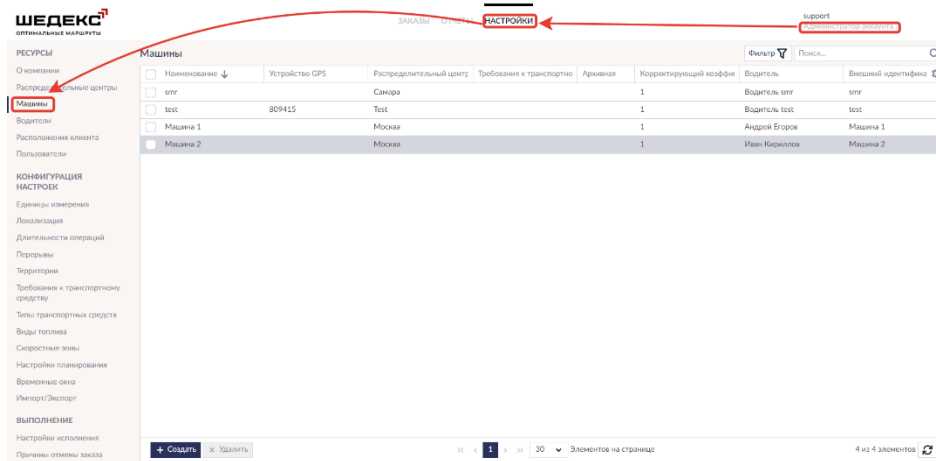 ШЕДЕКС
ОПТИМАЛЬНЫЕ МАРШРУТЫ
ЗАКАЗЫ ОТЧЕТЫ НАСТРОЙКИ
support
Администратор аккаунта
РЕСУРСЫ
О компании
Распределительные центры
Машины
Водители
Расположения клиента
Пользователи
КОНФИГУРАЦИЯ
НАСТРОЕК
Единицы измерения
Локализация
Длительности операций
Перерывы
Территории
Требования к транспортному
средству
Типы транспортных средств
Виды топлива
Скоростные зоны
Настройки планирования
Временные окна
Импорт/Экспорт
ВЫПОЛНЕНИЕ
Настройки исполнения
Причины отмены заказа
Машины
Фильтр Поиск...
Наименование Устройство GPS Распределительный центр Требования к транспортно Архивная Корректирующий коэффи Водитель Внешний идентифика
smr Самара 1 Водитель smr smr
test 809415 Test 1 Водитель test test
Машина 1 Москва 1 Андрей Егоров Машина 1
Машина 2 Москва 1 Иван Кириллов Машина 2
+ Создать × Удалить
1 30 Элементов на странице
4 из 4 элементов